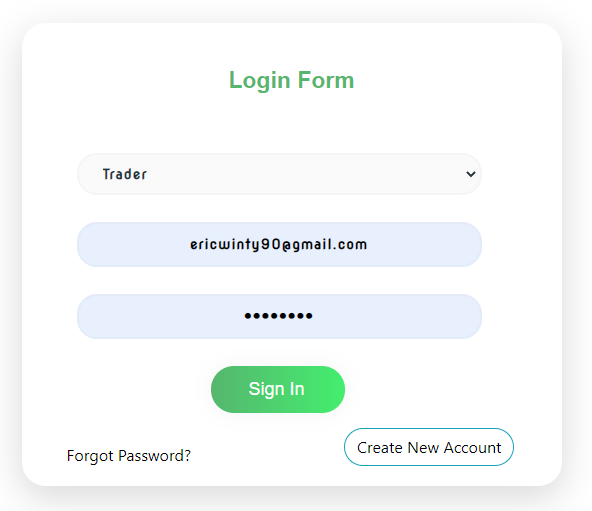 Login Form
Trader
ericwinty90@gmail.com
••••••••
Sign In
Forgot Password?
Create New Account